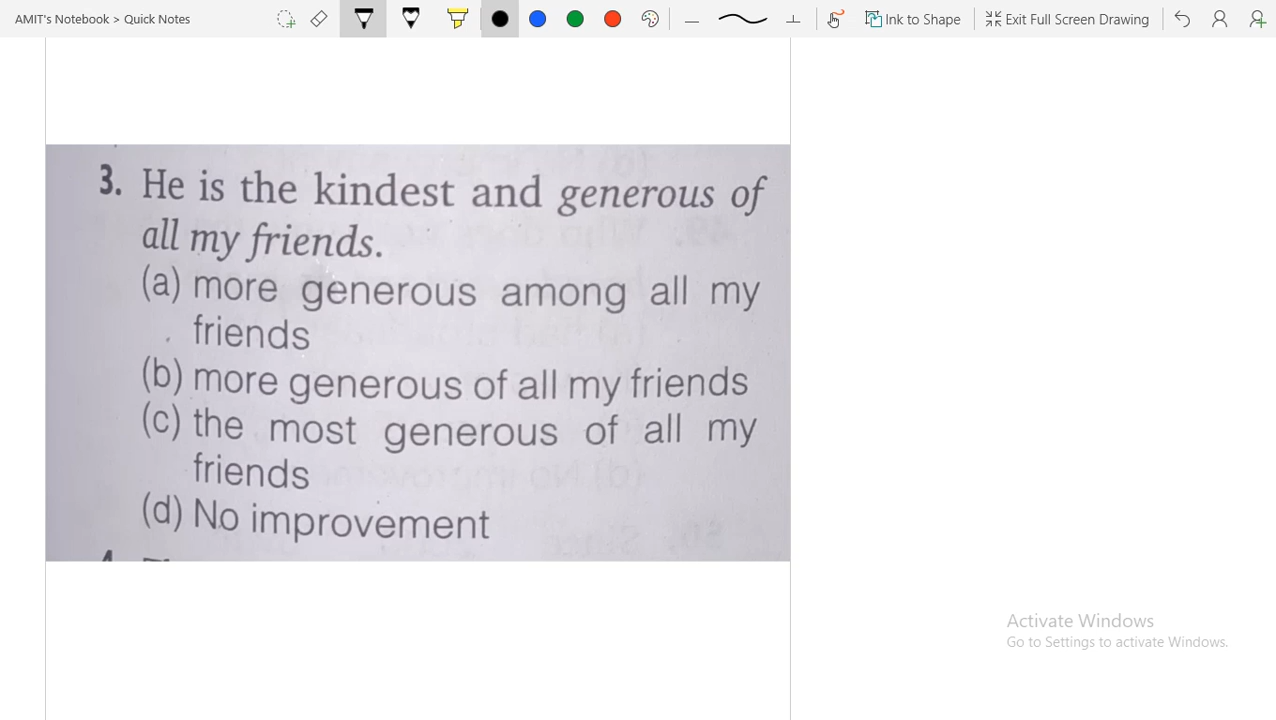 AMIT's Notebook > Quick Notes
Ink to Shape
Exit Full Screen Drawing
3. He is the kindest and generous of
all my friends.
(a) more generous among all my
friends
(b) more generous of all my friends
(c) the most generous of all my
friends
(d) No improvement
Activate Windows
Go to Settings to activate Windows.